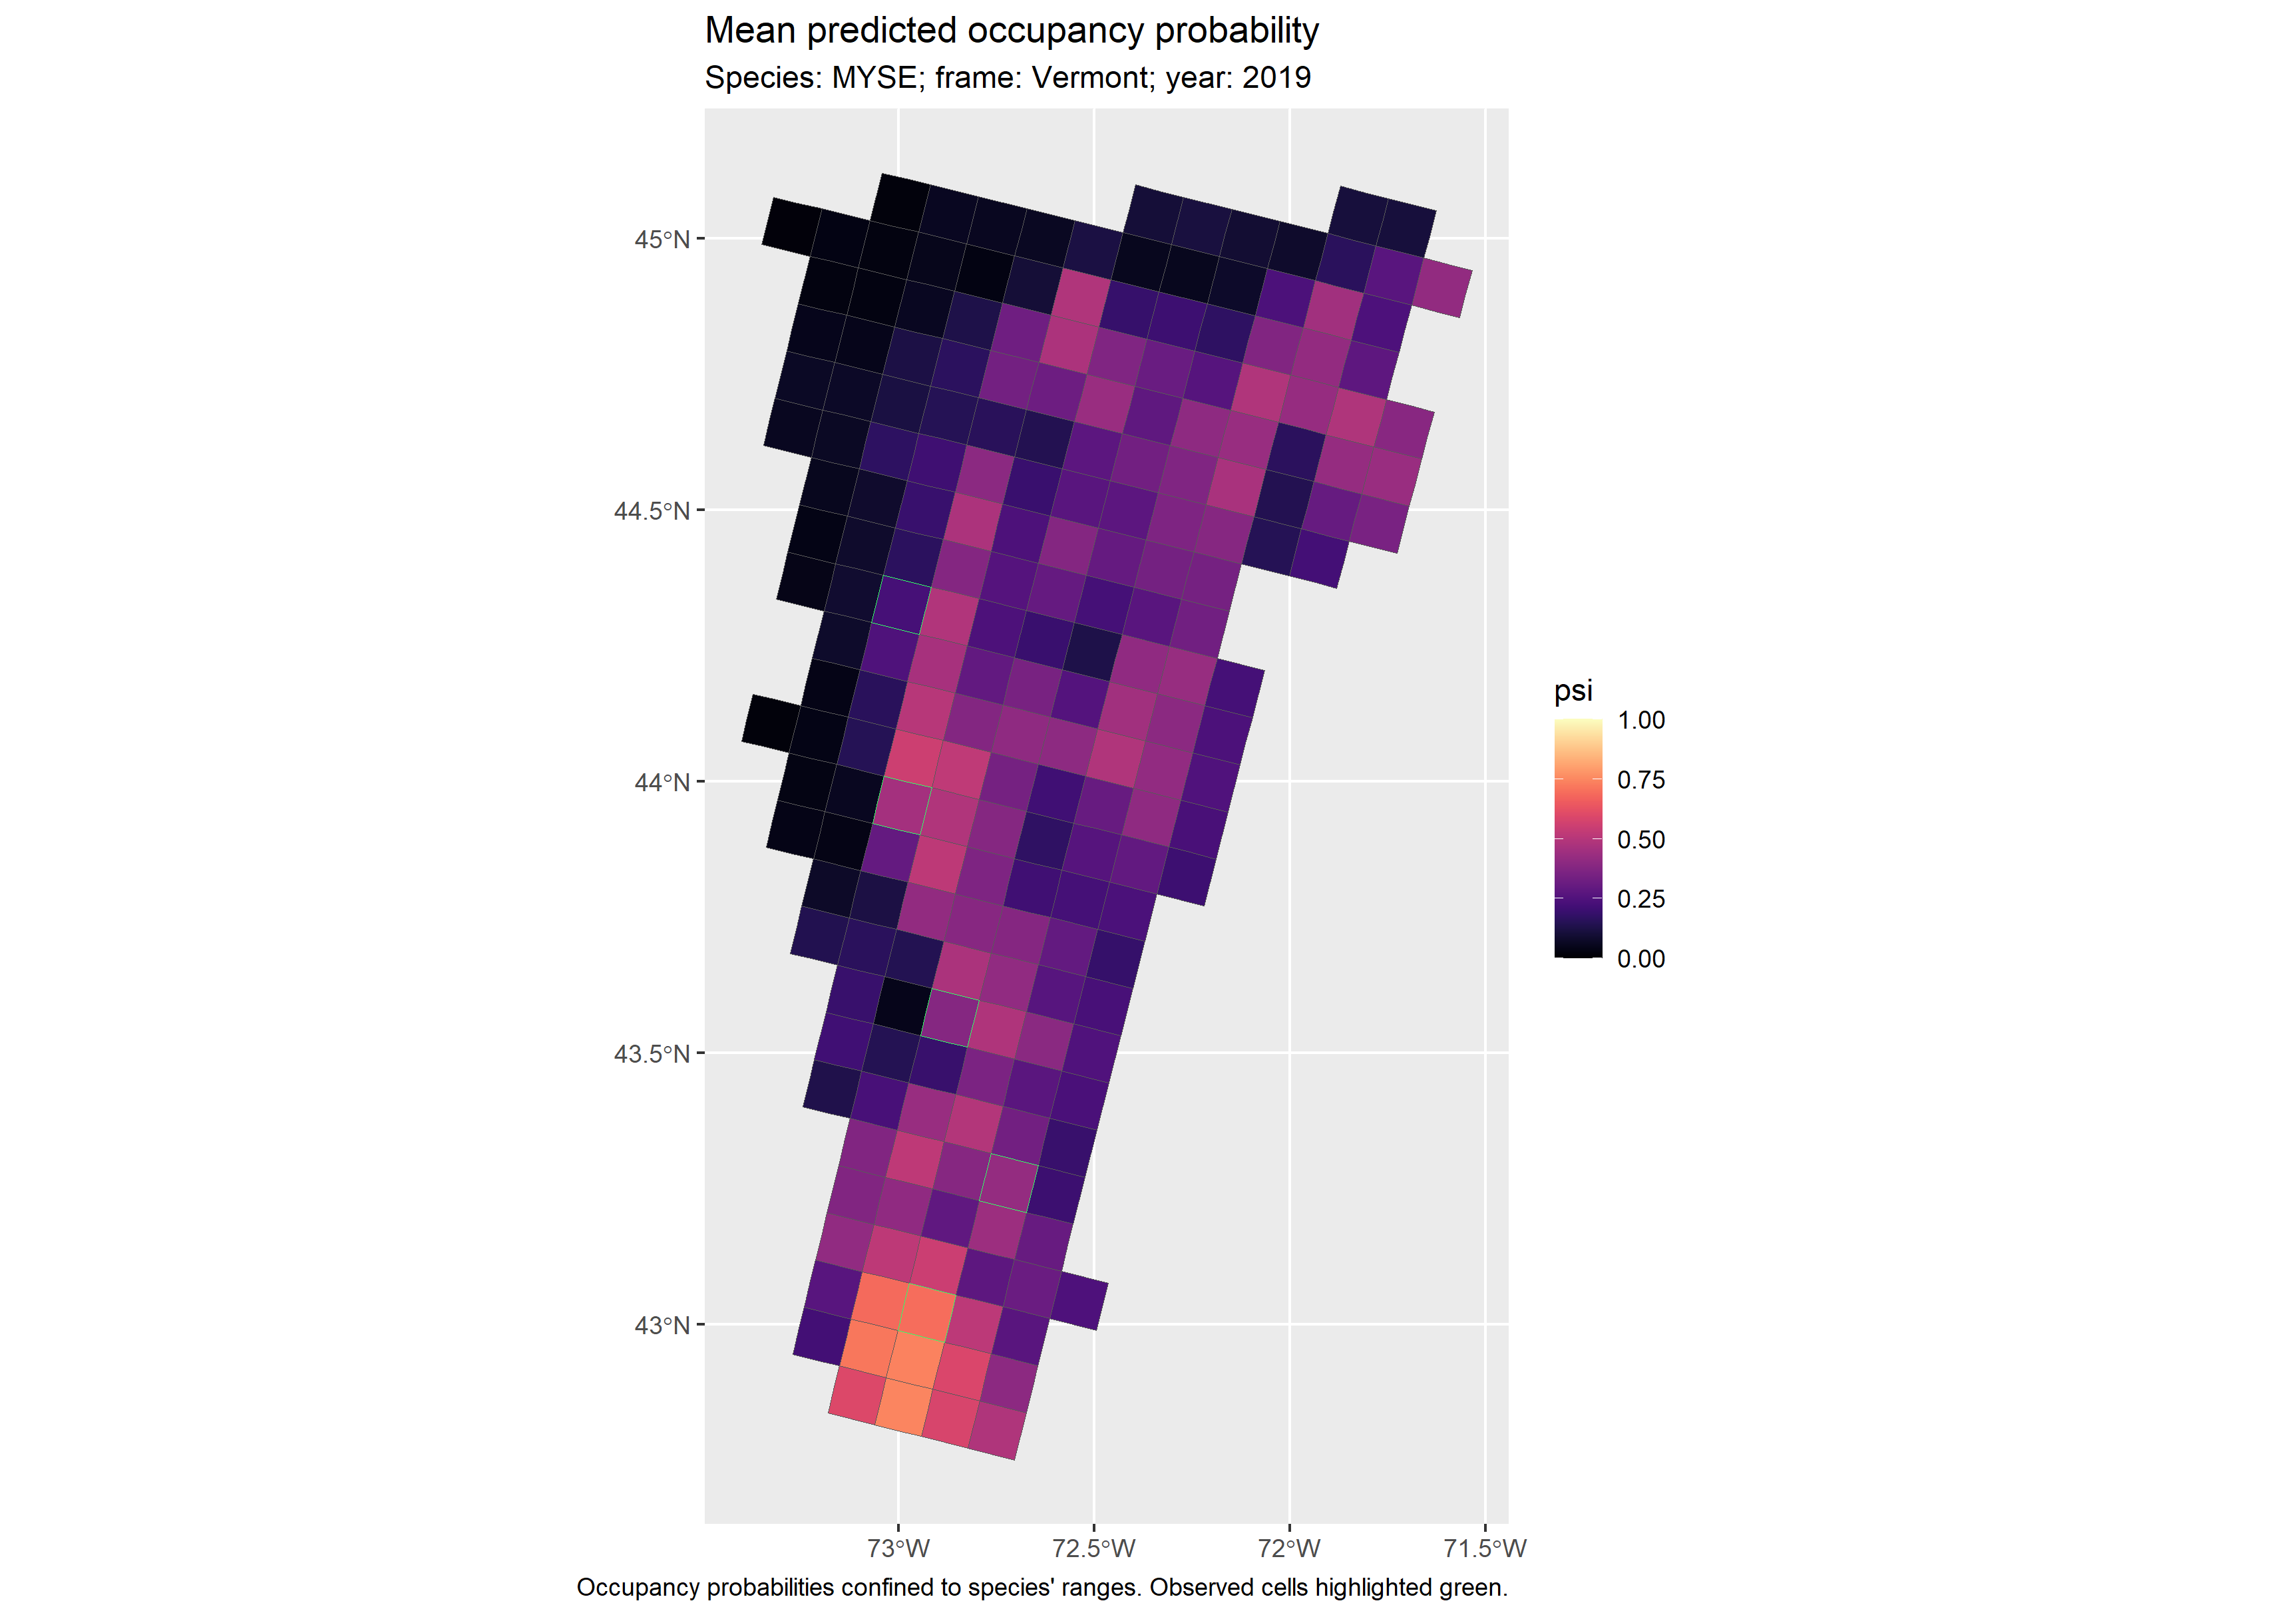 Mean predicted occupancy probability
Species: MYSE; frame: Vermont; year: 2019
45°N
44.5°N
44°N
43.5°N
43°N
73°W
72.5°W
72°W
71.5°W
psi
1.00
0.75
0.50
0.25
0.00
Occupancy probabilities confined to species' ranges. Observed cells highlighted green.